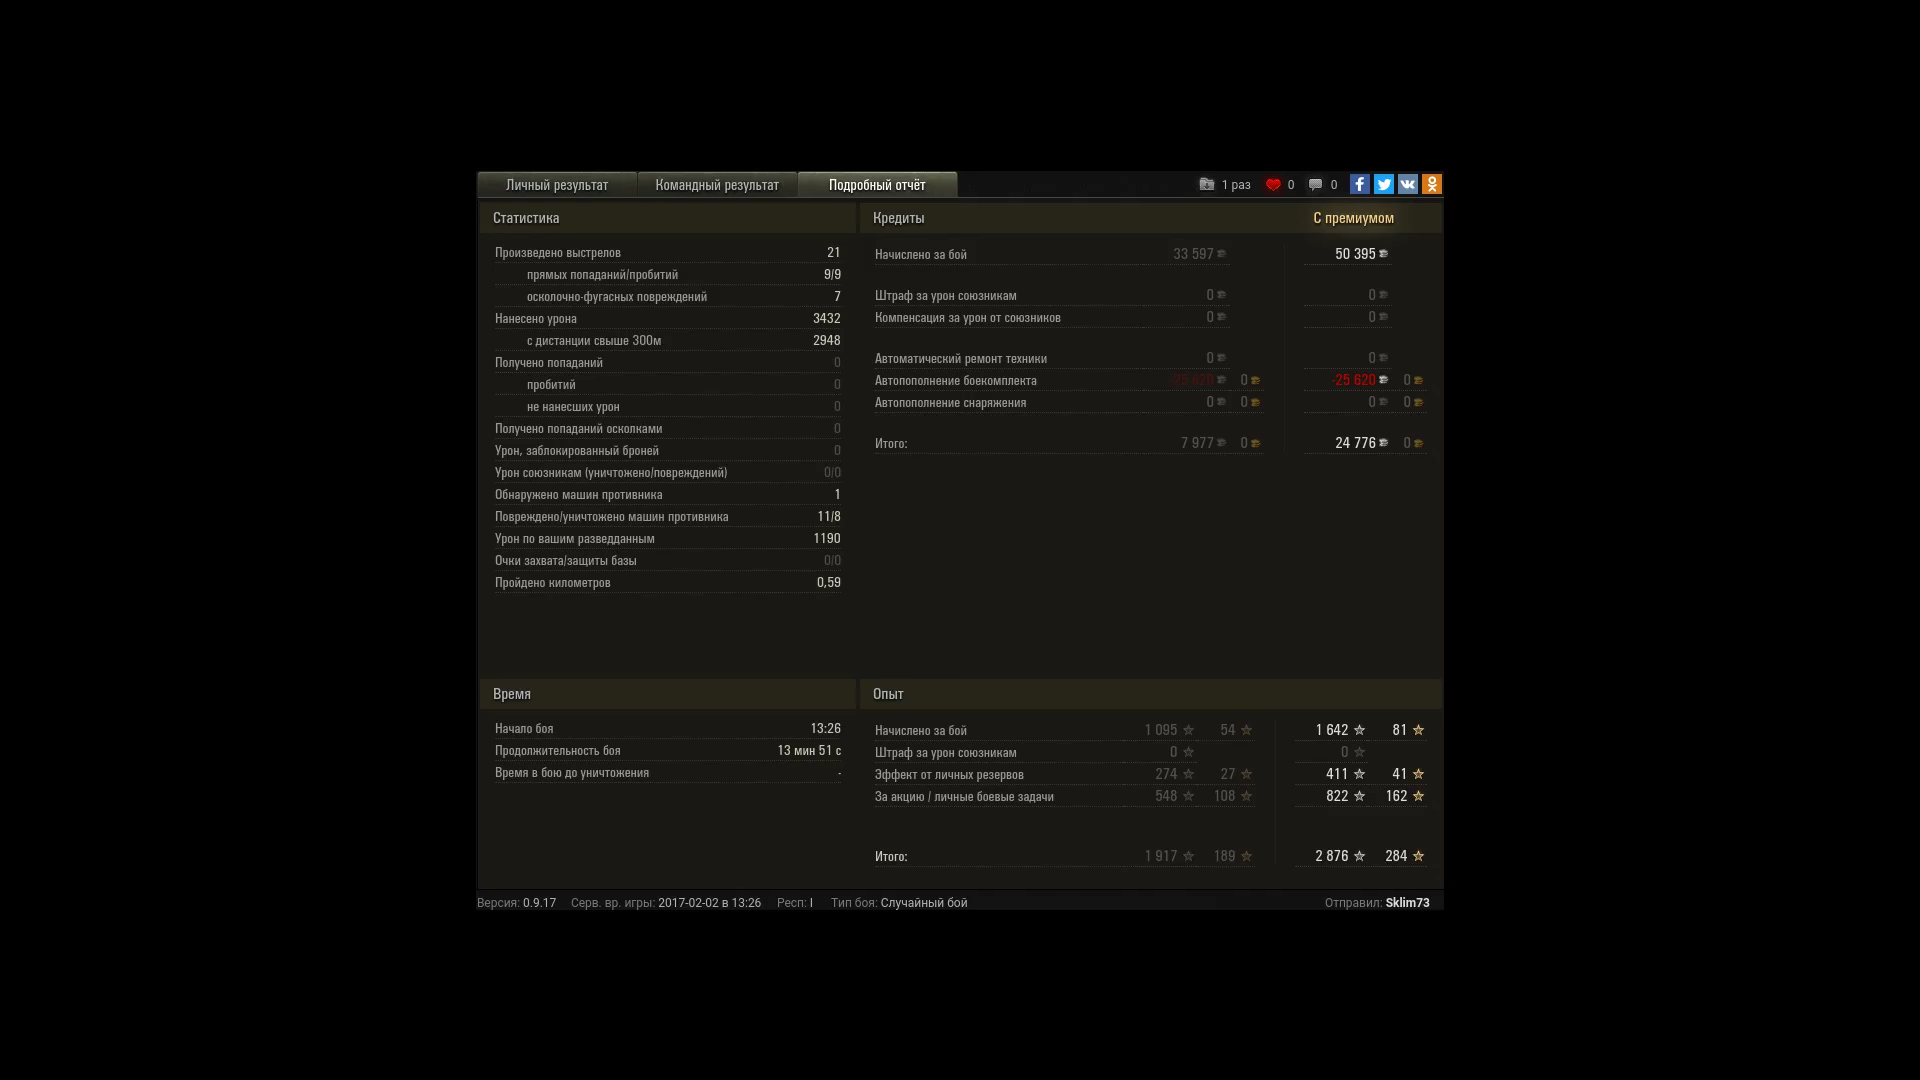 Личный результат Командный результат Подробный отчёт 1 раз 0 0
Статистика
Произведено выстрелов 21
прямых попаданий/пробитий 9/9
осколочно-фугасных повреждений 7
Нанесено урона 3432
с дистанции свыше 300м 2948
Получено попаданий 0
пробитий 0
не нанесших урон 0
Получено попаданий осколками 0
Урон, заблокированный броней 0
Урон союзникам (уничтожено/повреждений) 0/0
Обнаружено машин противника 1
Повреждено/уничтожено машин противника 11/8
Урон по вашим разведданным 1190
Очки захвата/защиты базы 0/0
Пройдено километров 0,59
Кредиты С премиумом
Начислено за бой 33 597 50 395
Штраф за урон союзникам 0 0
Компенсация за урон от союзников 0 0
Автоматический ремонт техники 0 0
Автопополнение боекомплекта -25 620 0 -25 620 0
Автопополнение снаряжения 0 0 0 0
Итого: 7 977 0 24 776 0
Время
Начало боя 13:26
Продолжительность боя 13 мин 51 с
Время в бою до уничтожения -
Опыт
Начислено за бой 1 095 54 1 642 81
Штраф за урон союзникам 0 0
Эффект от личных резервов 274 27 411 41
За акцию / личные боевые задачи 548 108 822 162
Итого: 1 917 189 2 876 284
Версия: 0.9.17 Серв. вр. игры: 2017-02-02 в 13:26 Респ: I Тип боя: Случайный бой Отправил: Sklim73